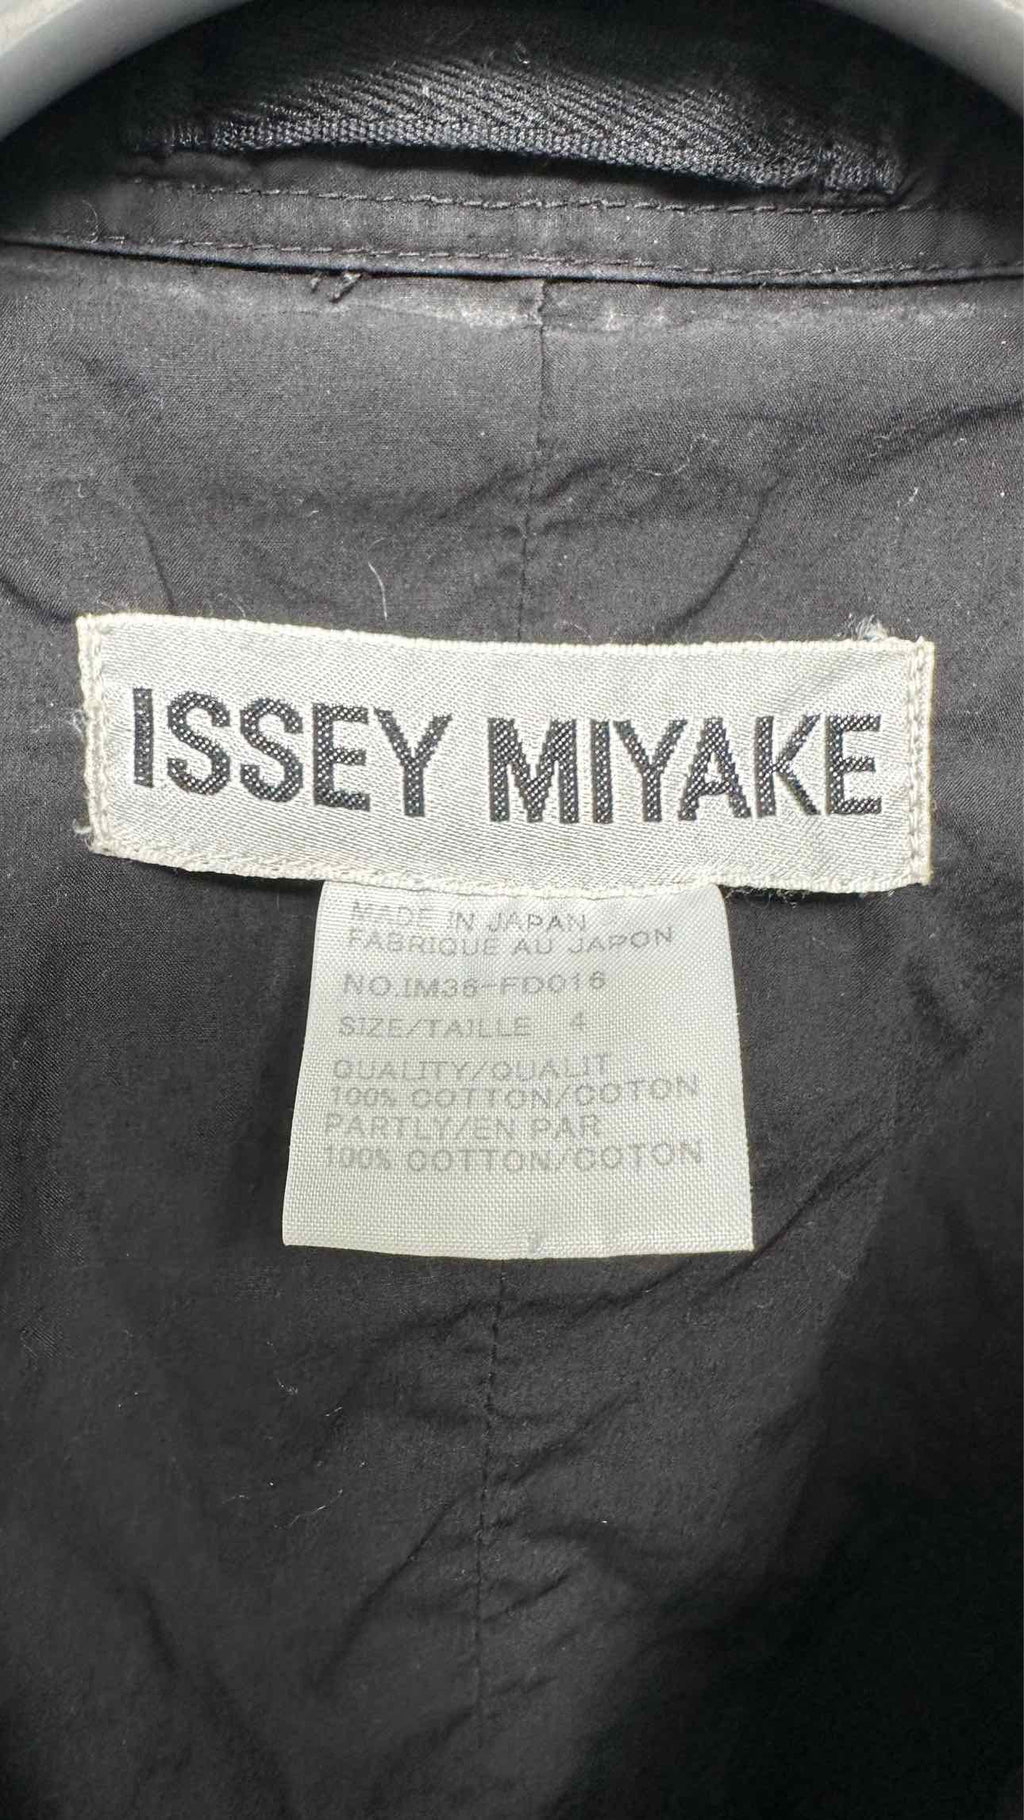 ISSEY MIYAKE
MADE IN JAPAN
FABRIQUE AU JAPON
NO.IM36-FD016
SIZE/TAILLE 4
QUALITY/QUALIT
100% COTTON/COTON
PARTLY/EN PAR
100% COTTON/COTON